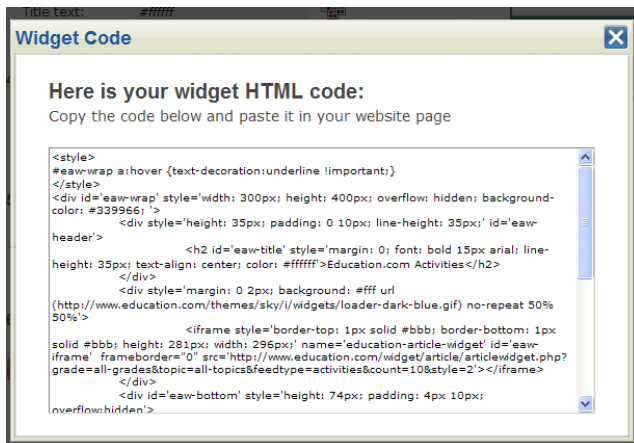 Title text: #ffffff
Widget Code
Here is your widget HTML code:
Copy the code below and paste it in your website page
<style>
#eaw-wrap a:hover {text-decoration:underline !important;}
</style>
<div id='eaw-wrap' style='width: 300px; height: 400px; overflow: hidden; background-
color: #339966; '>
<div style='height: 35px; padding: 0 10px; line-height: 35px;' id='eaw-
header'>
<h2 id='eaw-title' style='margin: 0; font: bold 15px arial; line-
height: 35px; text-align: center; color: #ffffff'>Education.com Activities</h2>
</div>
<div style='margin: 0 2px; background: #fff url
(http://www.education.com/themes/sky/i/widgets/loader-dark-blue.gif) no-repeat 50%
50%'>
<iframe style='border-top: 1px solid #bbb; border-bottom: 1px
solid #bbb; height: 281px; width: 296px;' name='education-article-widget' id='eaw-
iframe'  frameborder="0" src='http://www.education.com/widget/article/articlewidget.php?
grade=all-grades&topic=all-topics&feedtype=activities&count=10&style=2'></iframe>
</div>
<div id='eaw-bottom' style='height: 74px; padding: 4px 10px;
overflow:hidden'>